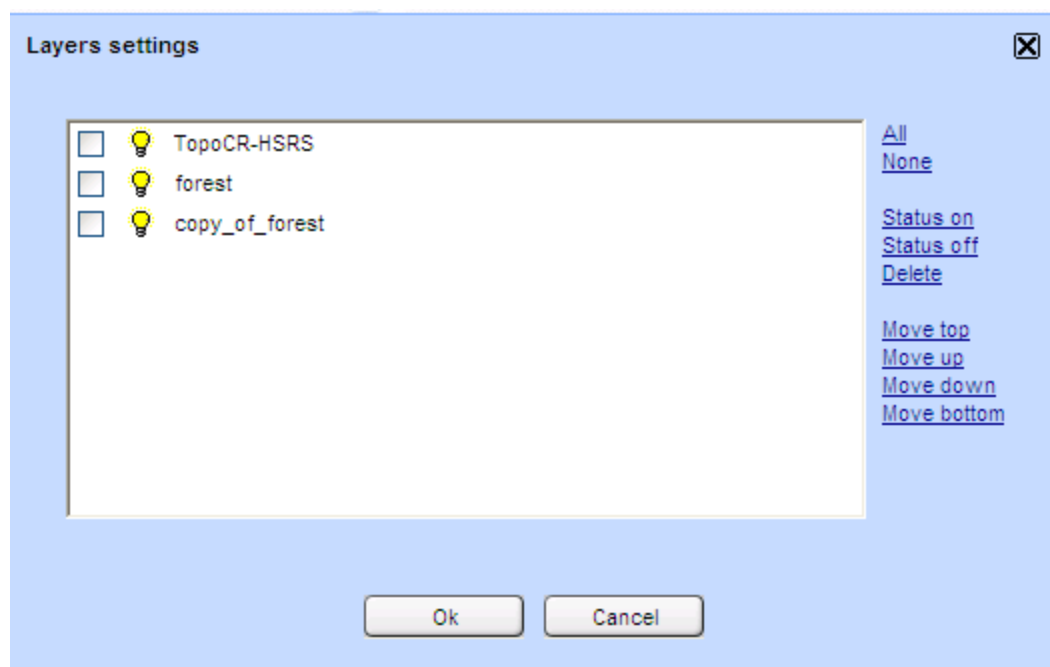 Layers settings
TopoCR-HSRS
forest
copy_of_forest
All
None
Status on
Status off
Delete
Move top
Move up
Move down
Move bottom
Ok
Cancel